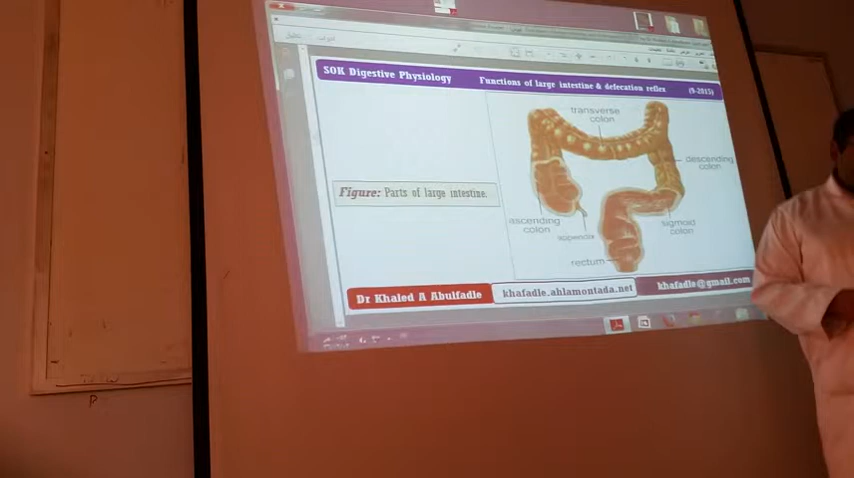 SOK Digestive Physiology
Functions of large intestine & defecation reflex
(9-2015)
transverse
colon
descending
colon
Figure: Parts of large intestine.
ascending
colon
appendix
sigmoid
colon
rectum
Dr Khaled A Abulfadle
khafadle.ahlamontada.net
khafadle@gmail.com